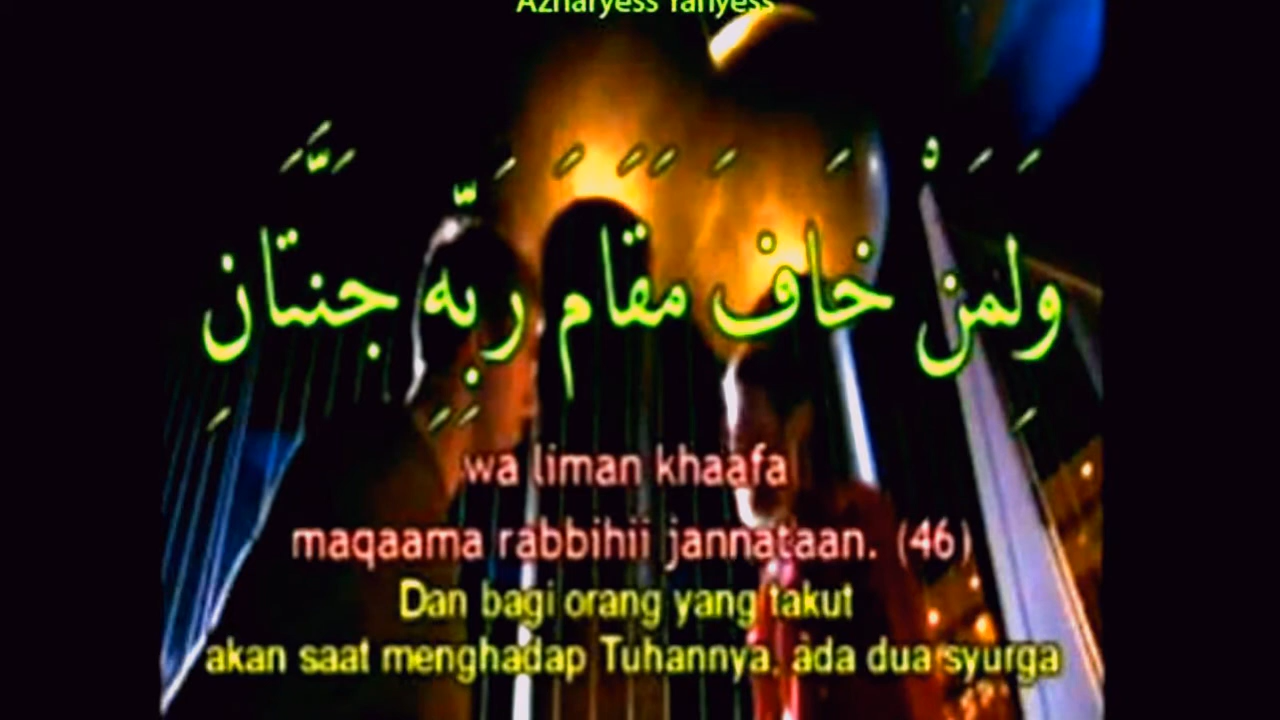 Azharyess Yahyess
وَلِمَنْ خَافَ مَقَامَ رَبِّهِ جَنَّتَانِ
wa liman khaafa
maqaama rabbihii jannataan. (46)
Dan bagi orang yang takut
akan saat menghadap Tuhannya, ada dua syurga